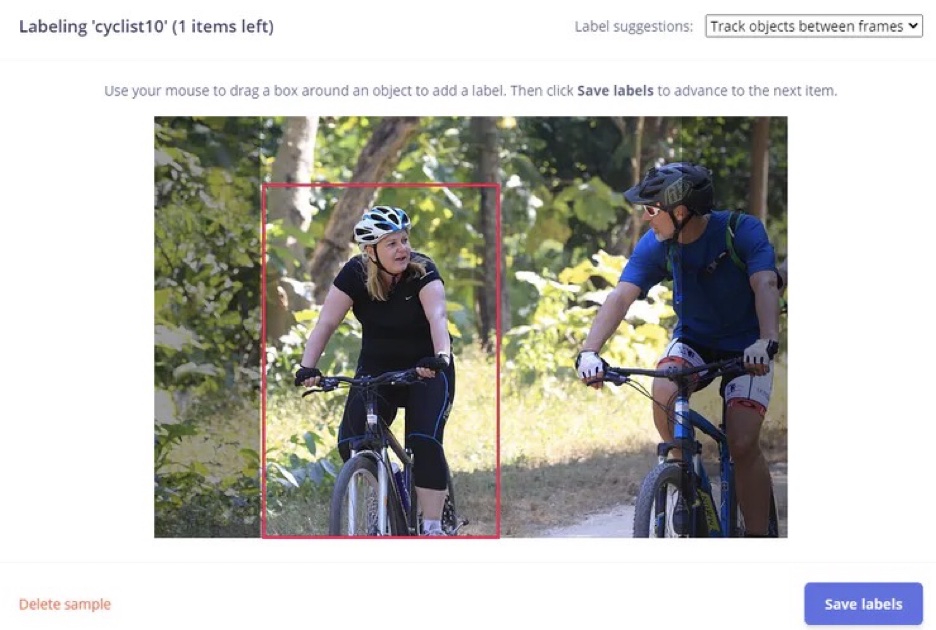 Labeling 'cyclist10' (1 items left)
Label suggestions: Track objects between frames
Use your mouse to drag a box around an object to add a label. Then click Save labels to advance to the next item.
Delete sample
Save labels